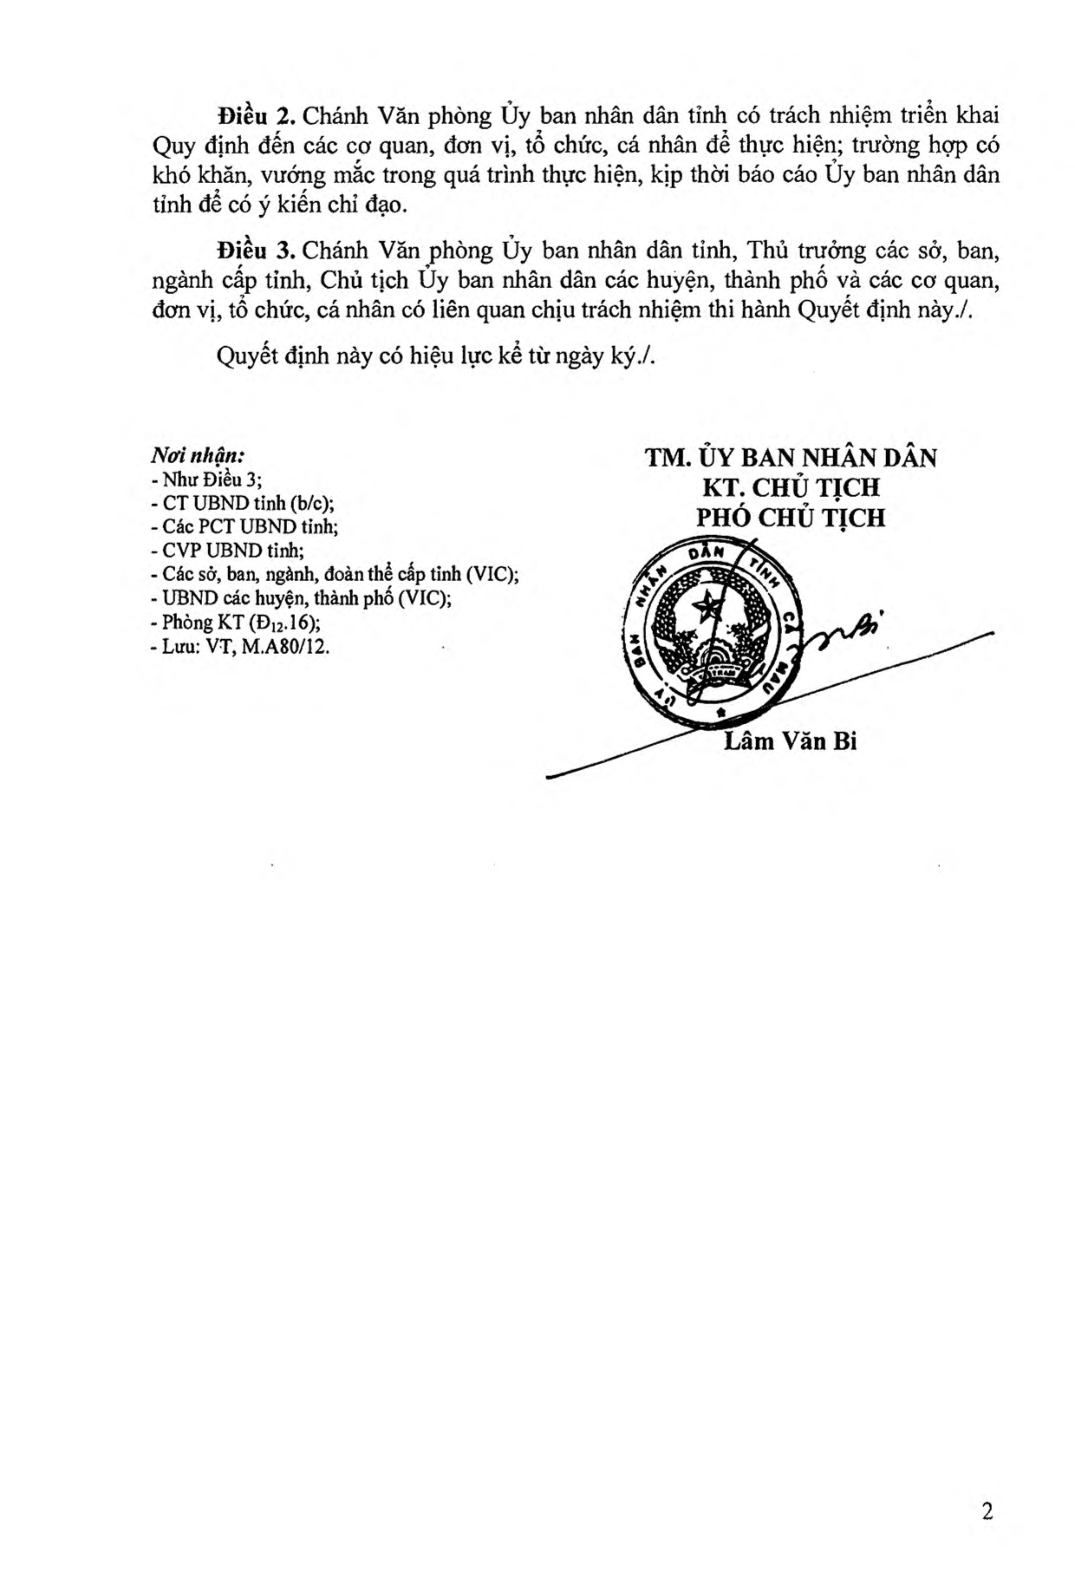 Điều 2. Chánh Văn phòng Ủy ban nhân dân tỉnh có trách nhiệm triển khai
Quy định đến các cơ quan, đơn vị, tổ chức, cá nhân để thực hiện; trường hợp có
khó khăn, vướng mắc trong quá trình thực hiện, kịp thời báo cáo Ủy ban nhân dân
tỉnh để có ý kiến chỉ đạo.
Điều 3. Chánh Văn phòng Ủy ban nhân dân tỉnh, Thủ trưởng các sở, ban,
ngành cấp tỉnh, Chủ tịch Ủy ban nhân dân các huyện, thành phố và các cơ quan,
đơn vị, tổ chức, cá nhân có liên quan chịu trách nhiệm thi hành Quyết định này./.
Quyết định này có hiệu lực kể từ ngày ký./.
Nơi nhận:
- Như Điều 3;
- CT UBND tỉnh (b/c);
- Các PCT UBND tỉnh;
- CVP UBND tỉnh;
- Các sở, ban, ngành, đoàn thể cấp tỉnh (VIC);
- UBND các huyện, thành phố (VIC);
- Phòng KT (Đ12.16);
- Lưu: VT, M.A80/12.
TM. ỦY BAN NHÂN DÂN
KT. CHỦ TỊCH
PHÓ CHỦ TỊCH
ỦY BAN NHÂN DÂN TỈNH CÀ MAU
Lâm Văn Bi
2